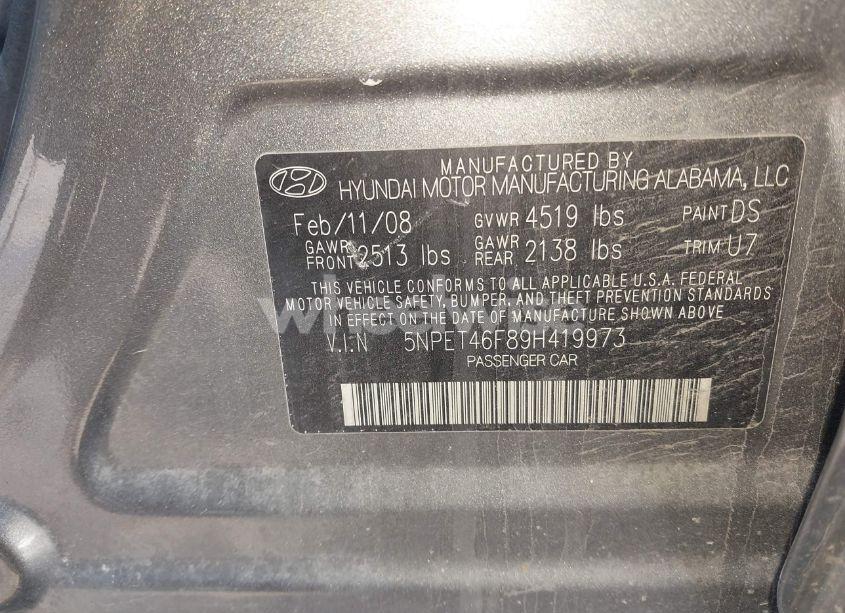 MANUFACTURED BY
HYUNDAI MOTOR MANUFACTURING ALABAMA, LLC
Feb/11/08 GVWR 4519 lbs PAINT DS
GAWR FRONT 2513 lbs GAWR REAR 2138 lbs TRIM U7
THIS VEHICLE CONFORMS TO ALL APPLICABLE U.S.A. FEDERAL
MOTOR VEHICLE SAFETY, BUMPER, AND THEFT PREVENTION STANDARDS
IN EFFECT ON THE DATE OF MANUFACTURE SHOWN ABOVE
V.I.N 5NPET46F89H419973
PASSENGER CAR